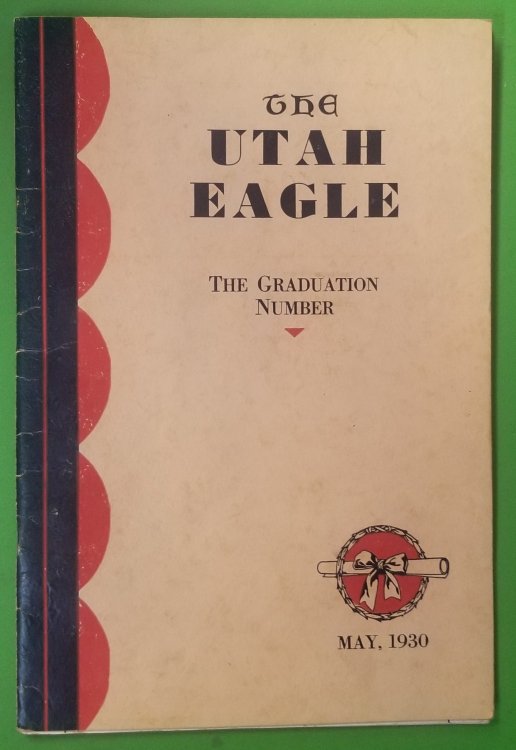 THE
UTAH
EAGLE
THE GRADUATION
NUMBER
MAY, 1930